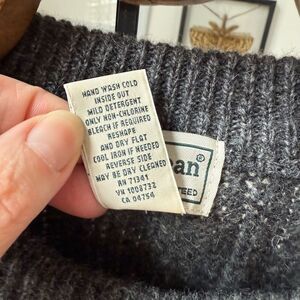 HAND WASH COLD
INSIDE OUT
MILD DETERGENT
ONLY NON-CHLORINE
BLEACH IF REQUIRED
RESHAPE
AND DRY FLAT
COOL IRON IF NEEDED
REVERSE SIDE
MAY BE DRY CLEANED
RN 71341
VN 1008732
CA 04754
ean®